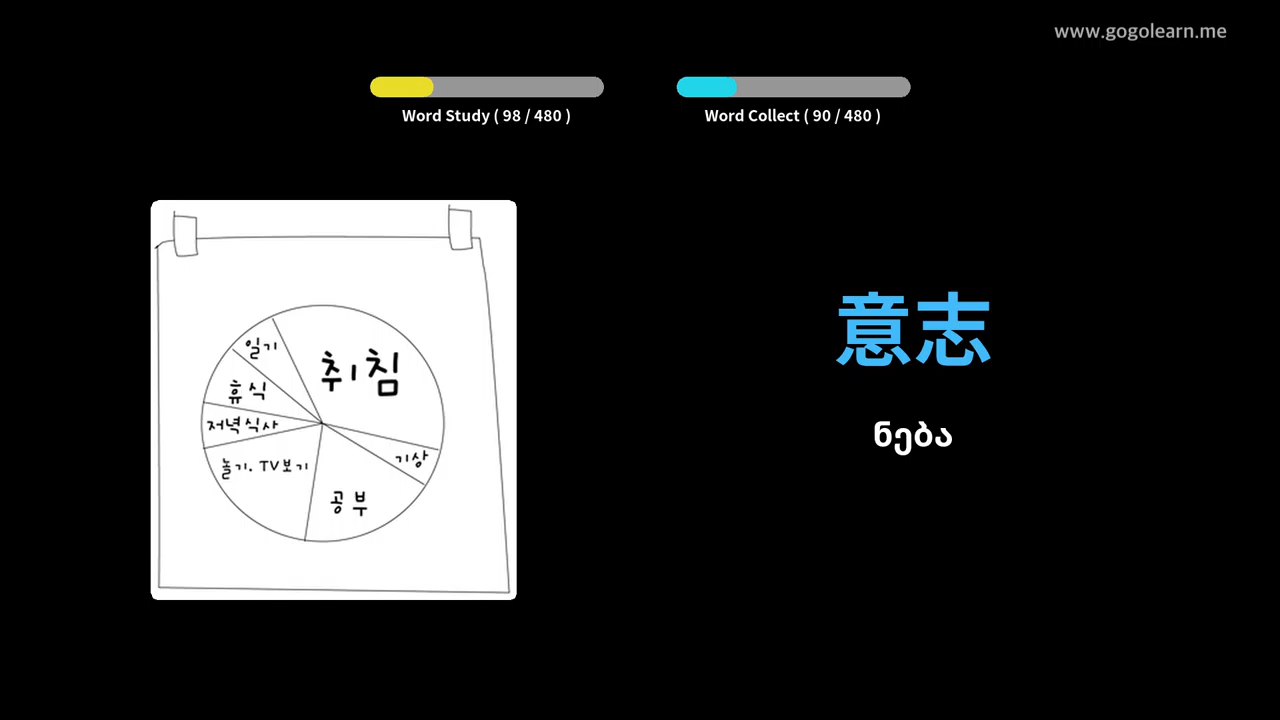 www.gogolearn.me
Word Study ( 98 / 480 )
Word Collect ( 90 / 480 )
일기
취침
휴식
저녁식사
놀기. TV보기
기상
공부
意志
ნება